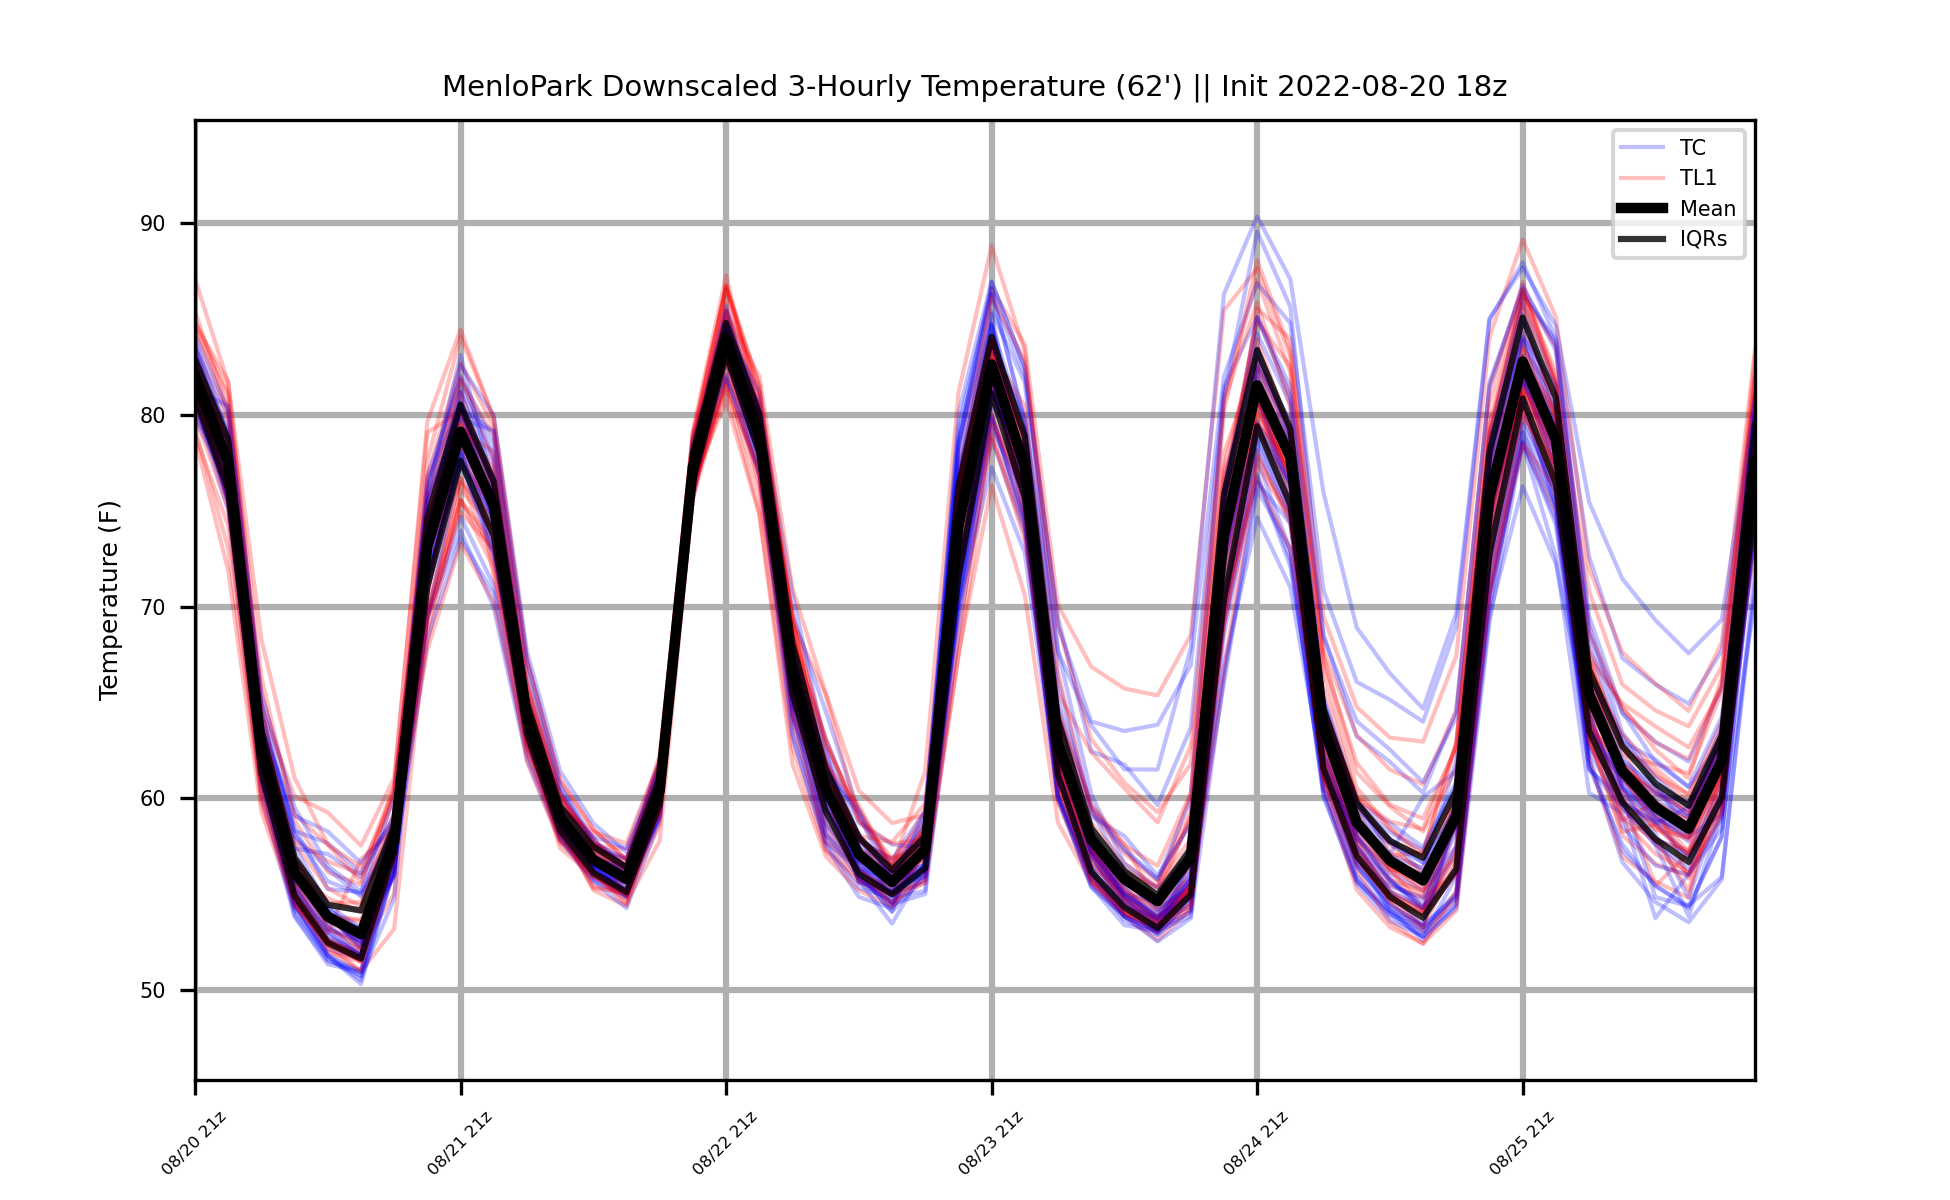 MenloPark Downscaled 3-Hourly Temperature (62') || Init 2022-08-20 18z
TC
TL1
Mean
IQRs
Temperature (F)
90
80
70
60
50
08/20 21z
08/21 21z
08/22 21z
08/23 21z
08/24 21z
08/25 21z